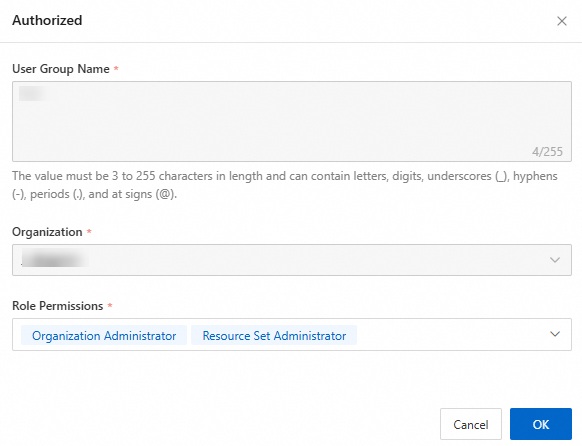 Authorized
User Group Name *
4/255
The value must be 3 to 255 characters in length and can contain letters, digits, underscores (_), hyphens
(-), periods (.), and at signs (@).
Organization *
Role Permissions *
Organization Administrator Resource Set Administrator
Cancel OK